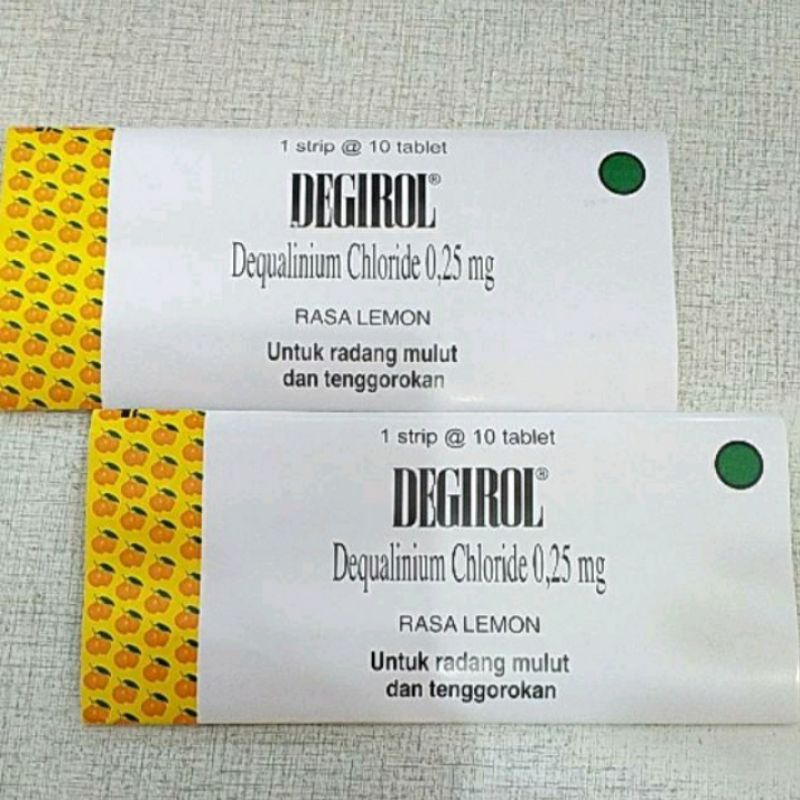 1 strip @ 10 tablet
DEGIROL®
Dequalinium Chloride 0,25 mg
RASA LEMON
Untuk radang mulut
dan tenggorokan
1 strip @ 10 tablet
DEGIROL®
Dequalinium Chloride 0,25 mg
RASA LEMON
Untuk radang mulut
dan tenggorokan